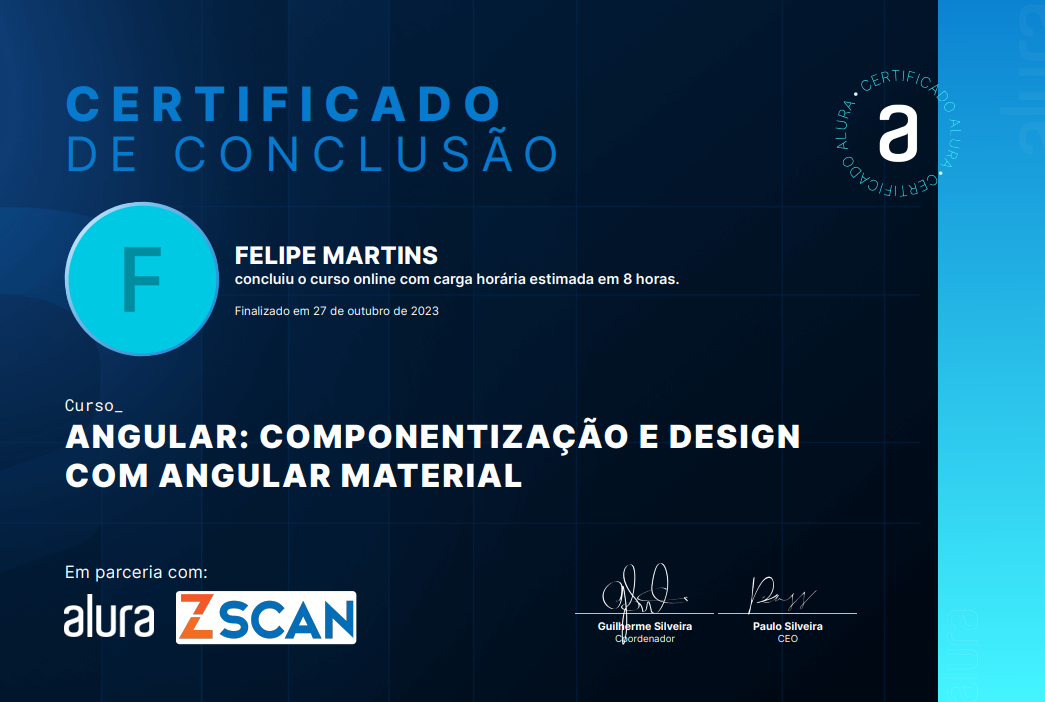 CERTIFICADO
DE CONCLUSÃO
CERTIFICADO ALURA • CERTIFICADO ALURA •
a
F
FELIPE MARTINS
concluiu o curso online com carga horária estimada em 8 horas.
Finalizado em 27 de outubro de 2023
Curso_
ANGULAR: COMPONENTIZAÇÃO E DESIGN
COM ANGULAR MATERIAL
Em parceria com:
alura
ZSCAN
Guilherme Silveira
Coordenador
Paulo Silveira
CEO
alura
alura